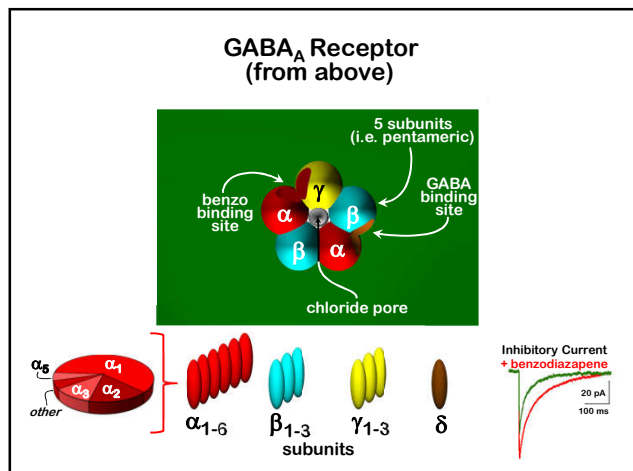 GABA_A Receptor
(from above)
5 subunits
(i.e. pentameric)
benzo
binding
site
GABA
binding
site
γ
α
β
β
α
chloride pore
α1
α5
α3
α2
other
α1-6
β1-3
γ1-3
δ
subunits
Inhibitory Current
+ benzodiazapene
20 pA
100 ms